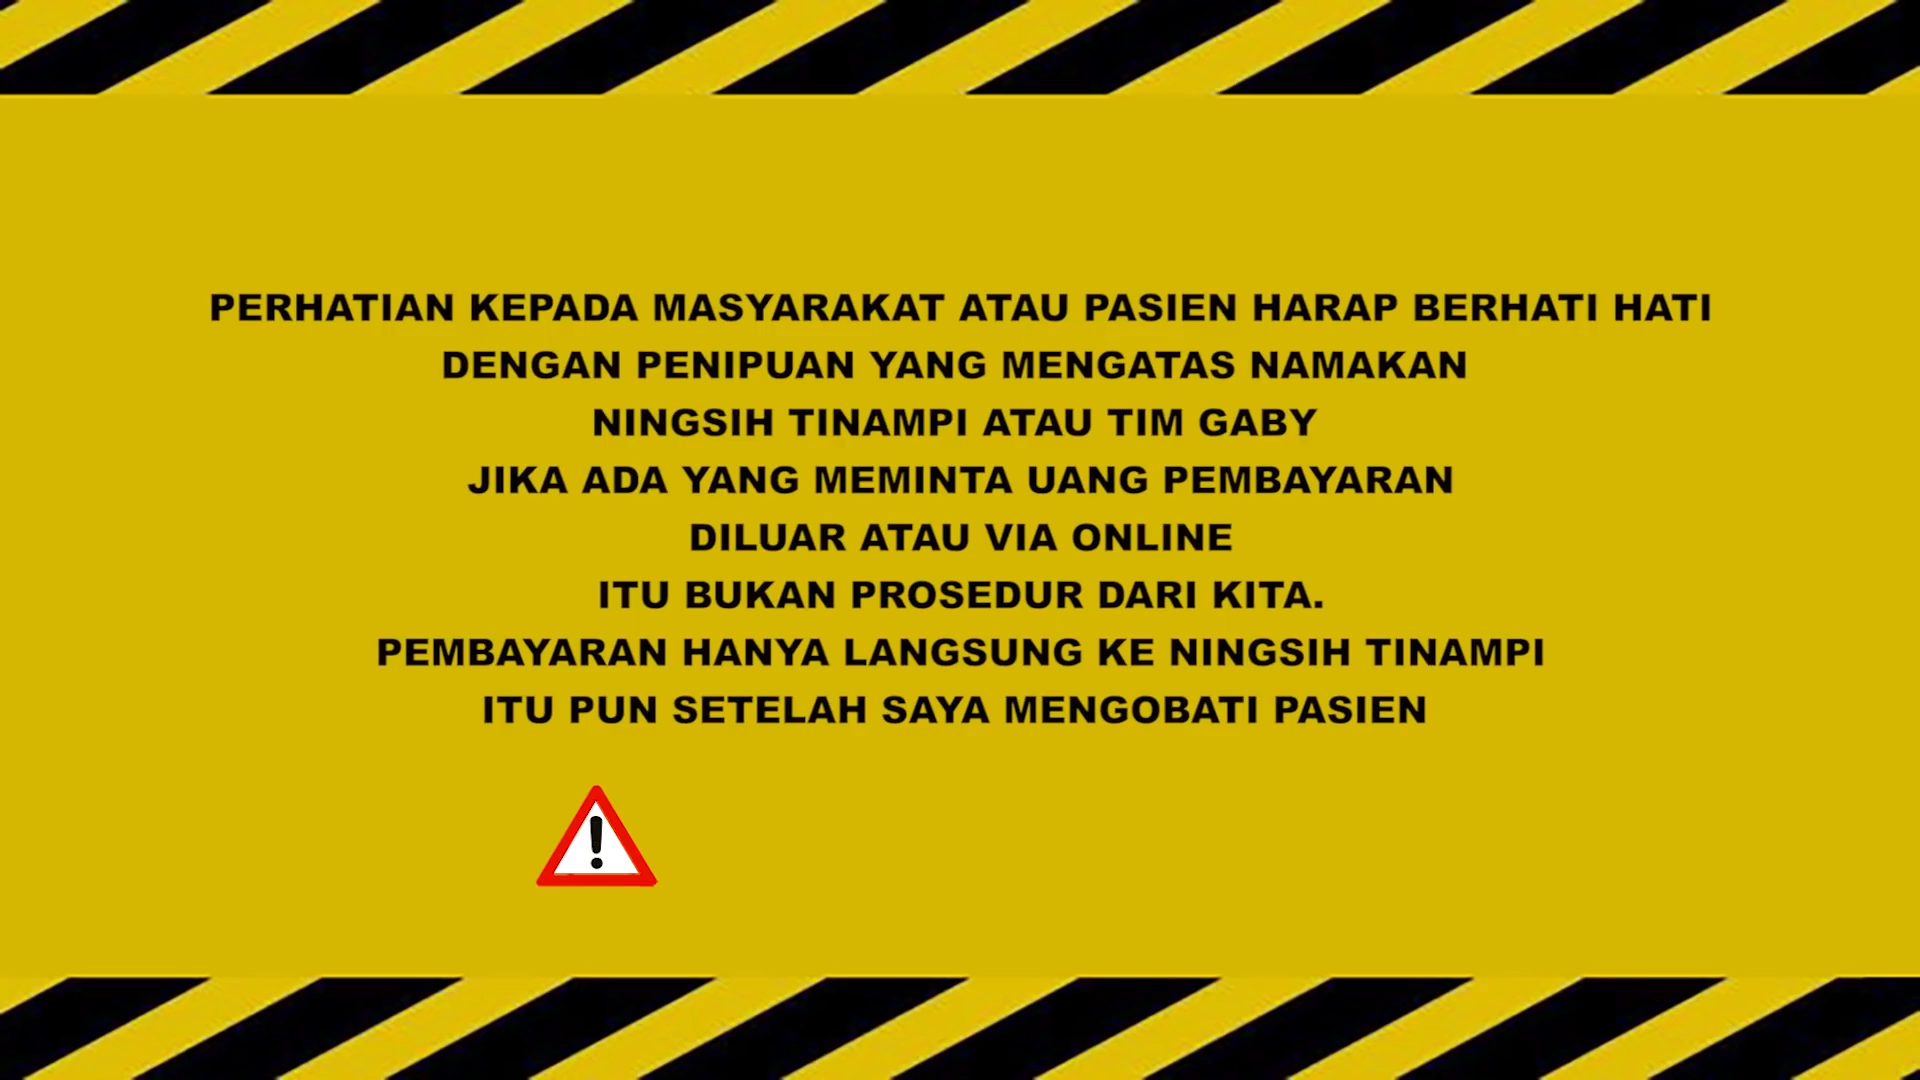 PERHATIAN KEPADA MASYARAKAT ATAU PASIEN HARAP BERHATI HATI
DENGAN PENIPUAN YANG MENGATAS NAMAKAN
NINGSIH TINAMPI ATAU TIM GABY
JIKA ADA YANG MEMINTA UANG PEMBAYARAN
DILUAR ATAU VIA ONLINE
ITU BUKAN PROSEDUR DARI KITA.
PEMBAYARAN HANYA LANGSUNG KE NINGSIH TINAMPI
ITU PUN SETELAH SAYA MENGOBATI PASIEN